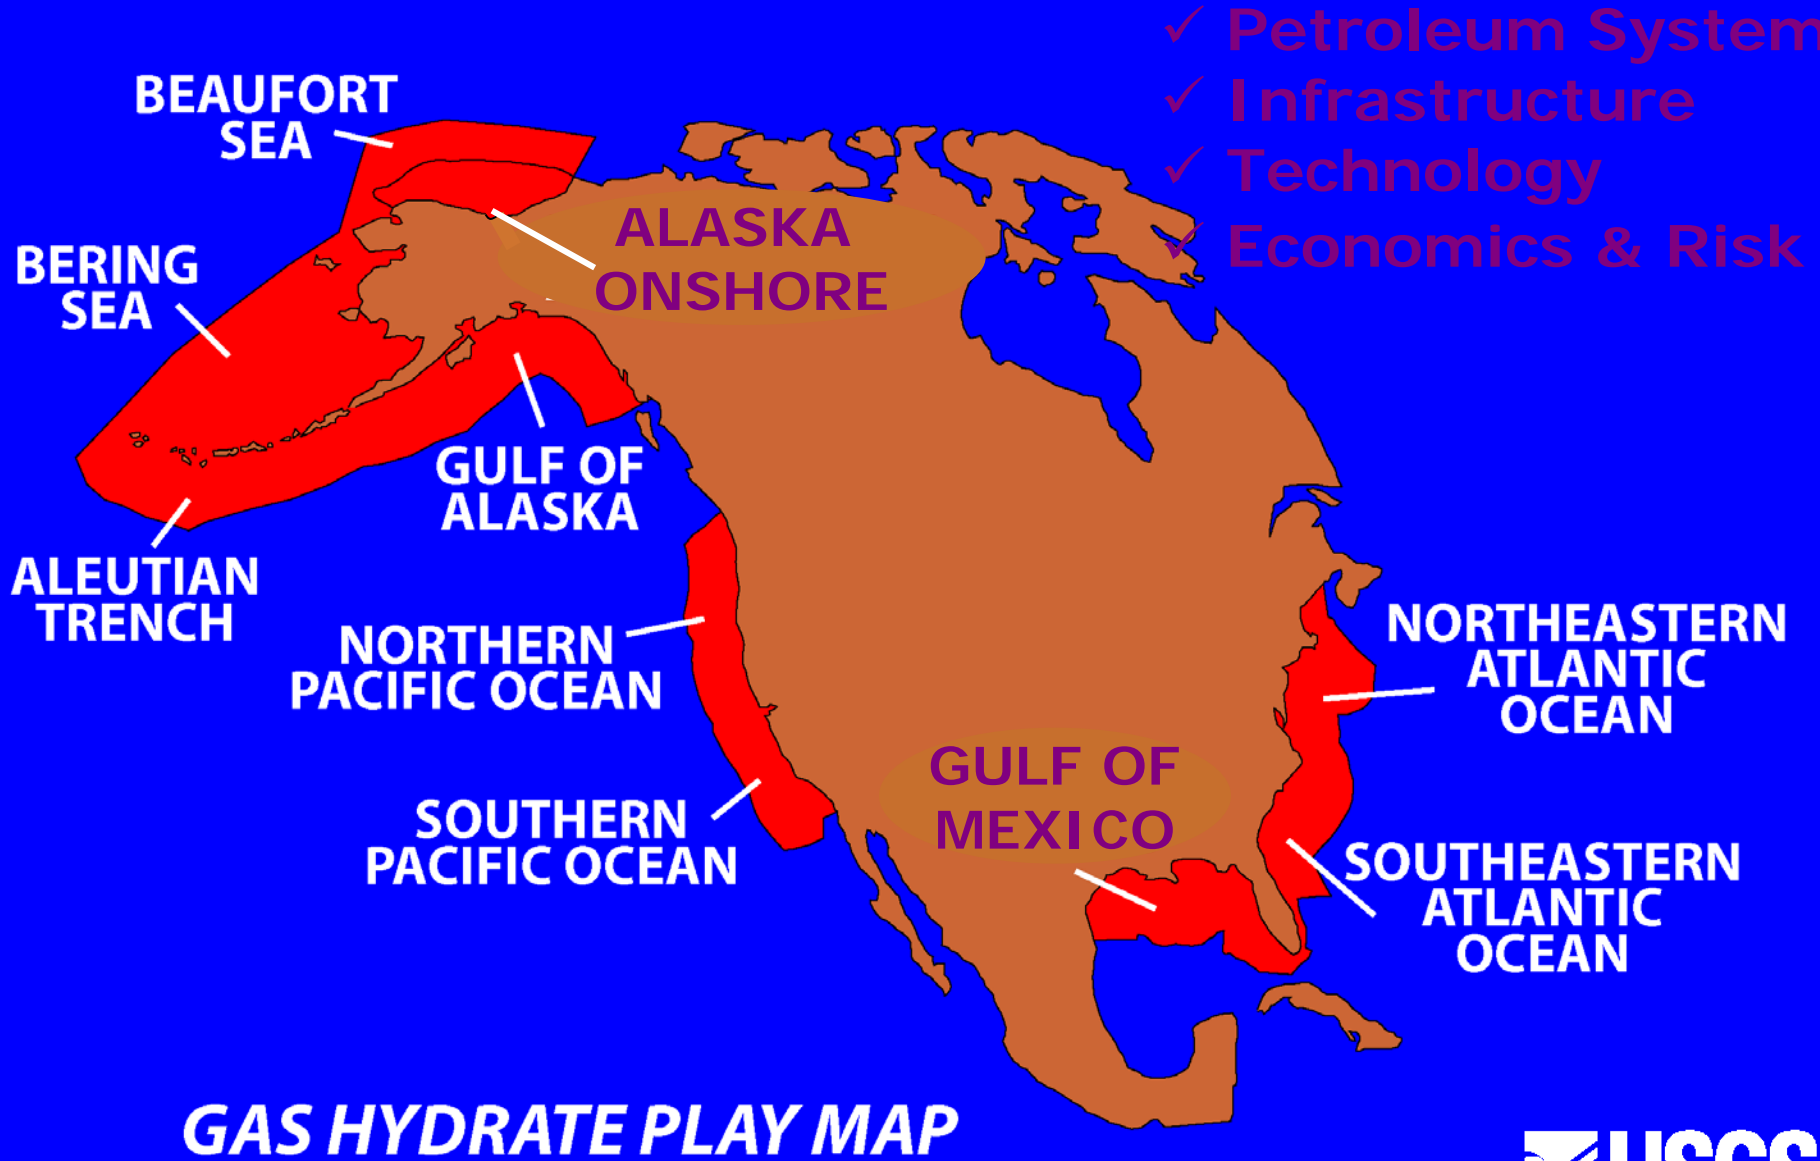 ✓ Petroleum System
✓ Infrastructure
✓ Technology
✓ Economics & Risk
BEAUFORT
SEA
ALASKA
ONSHORE
BERING
SEA
GULF OF
ALASKA
ALEUTIAN
TRENCH
NORTHERN
PACIFIC OCEAN
NORTHEASTERN
ATLANTIC
OCEAN
GULF OF
MEXICO
SOUTHERN
PACIFIC OCEAN
SOUTHEASTERN
ATLANTIC
OCEAN
GAS HYDRATE PLAY MAP
USGS